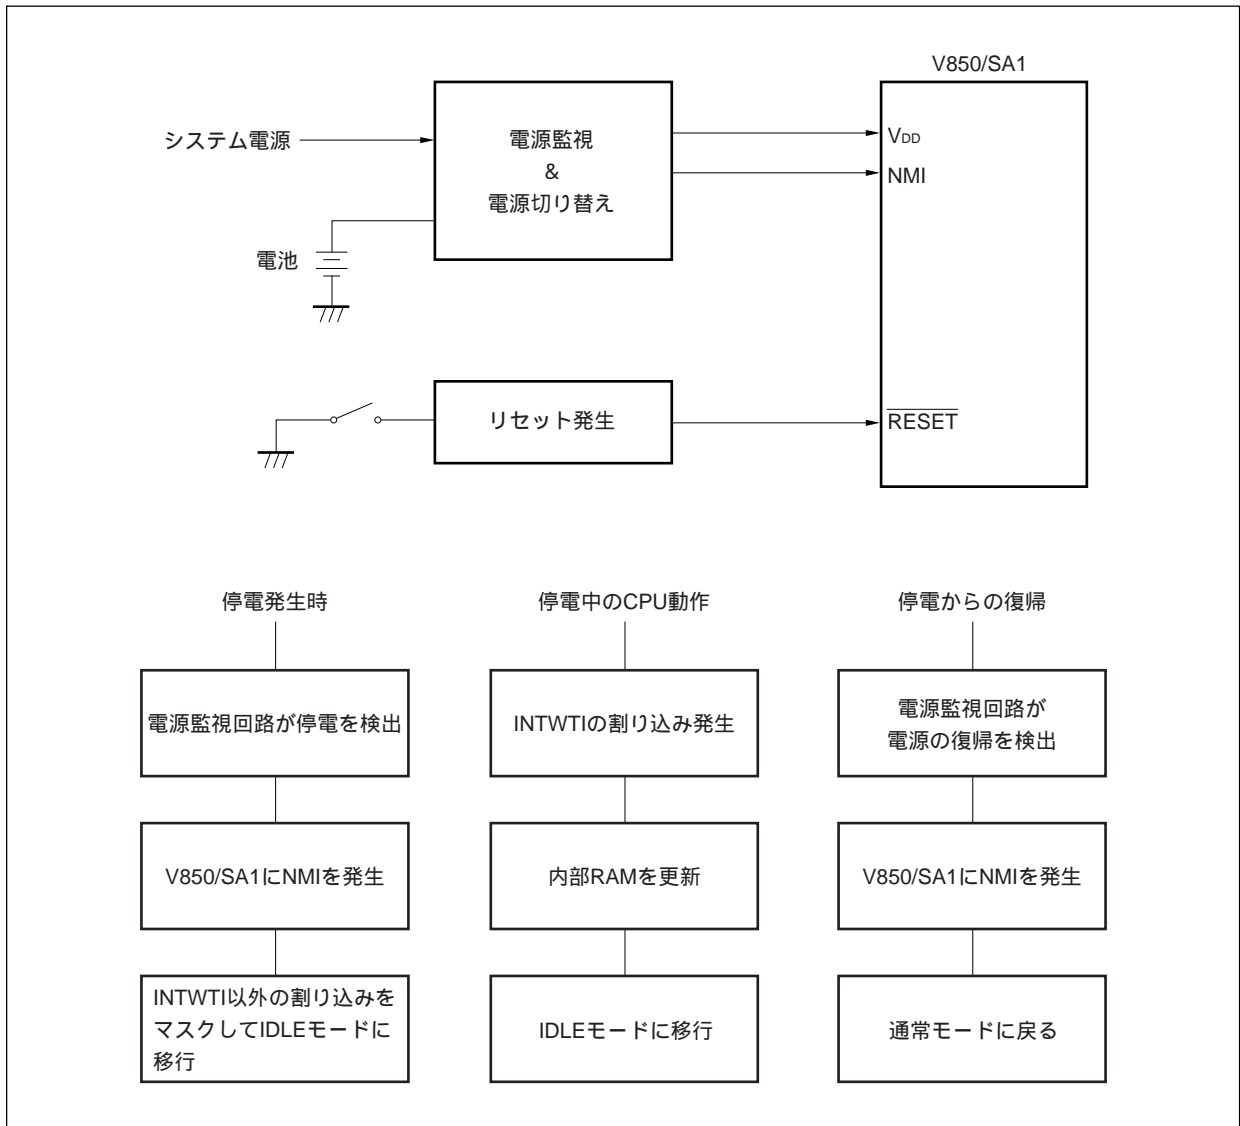 V850/SA1
システム電源
電源監視
&
電源切り替え
VDD
NMI
電池
リセット発生
RESET
停電発生時
電源監視回路が停電を検出
V850/SA1にNMIを発生
INTWTI以外の割り込みを
マスクしてIDLEモードに
移行
停電中のCPU動作
INTWTIの割り込み発生
内部RAMを更新
IDLEモードに移行
停電からの復帰
電源監視回路が
電源の復帰を検出
V850/SA1にNMIを発生
通常モードに戻る